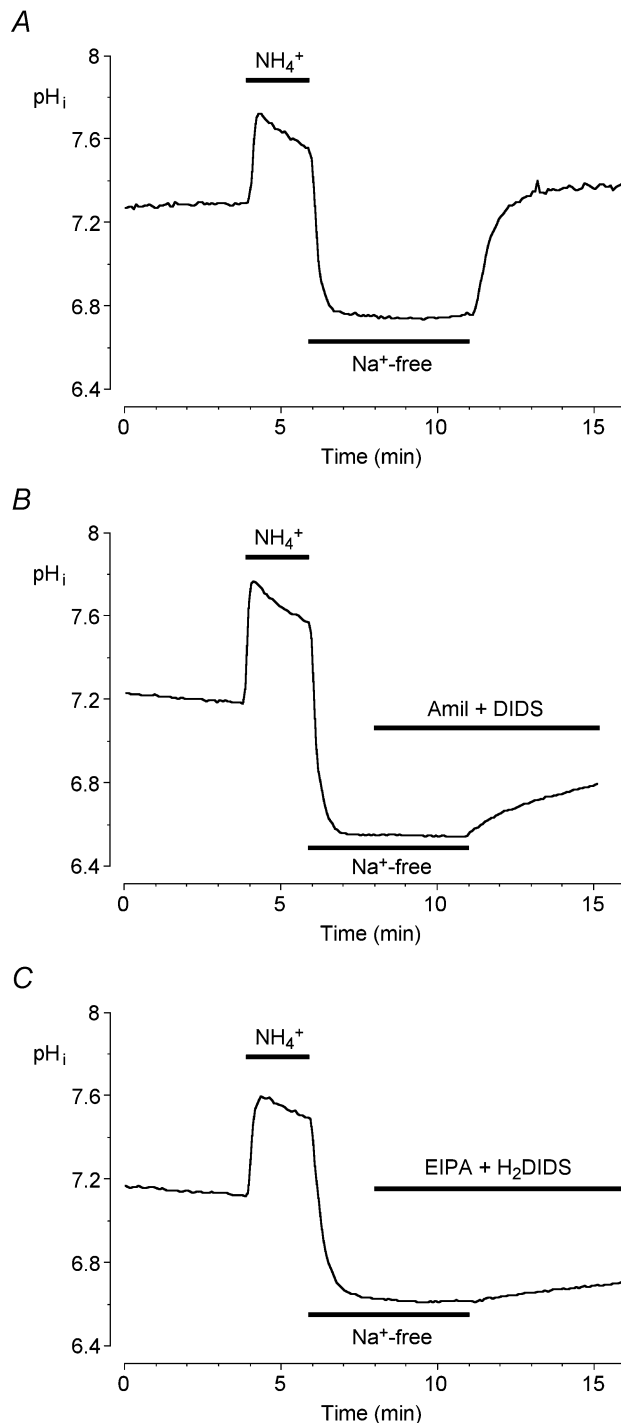 A
8
NH₄⁺
pHᵢ
7.6
7.2
6.8
Na⁺-free
6.4
0 5 10 15
Time (min)
B
8
NH₄⁺
pHᵢ
7.6
7.2
Amil + DIDS
6.8
6.4
Na⁺-free
0 5 10 15
Time (min)
C
8
NH₄⁺
pHᵢ
7.6
EIPA + H₂DIDS
7.2
6.8
Na⁺-free
6.4
0 5 10 15
Time (min)